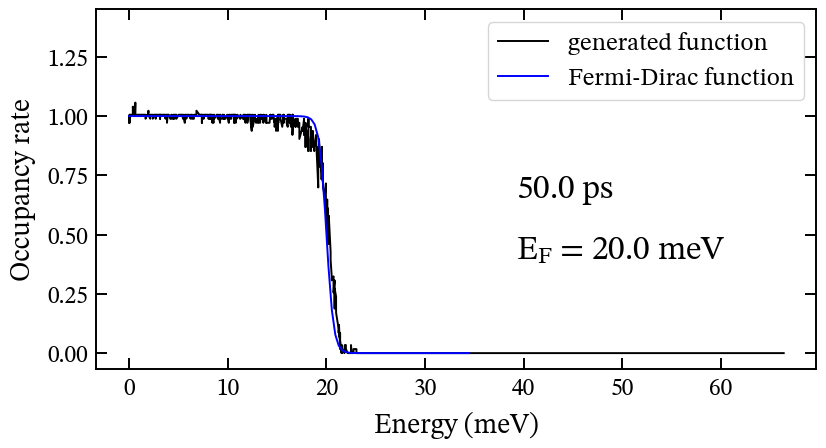 generated function
Fermi-Dirac function
Occupancy rate
1.25
1.00
0.75
0.50
0.25
0.00
50.0 ps
E_F = 20.0 meV
0 10 20 30 40 50 60
Energy (meV)